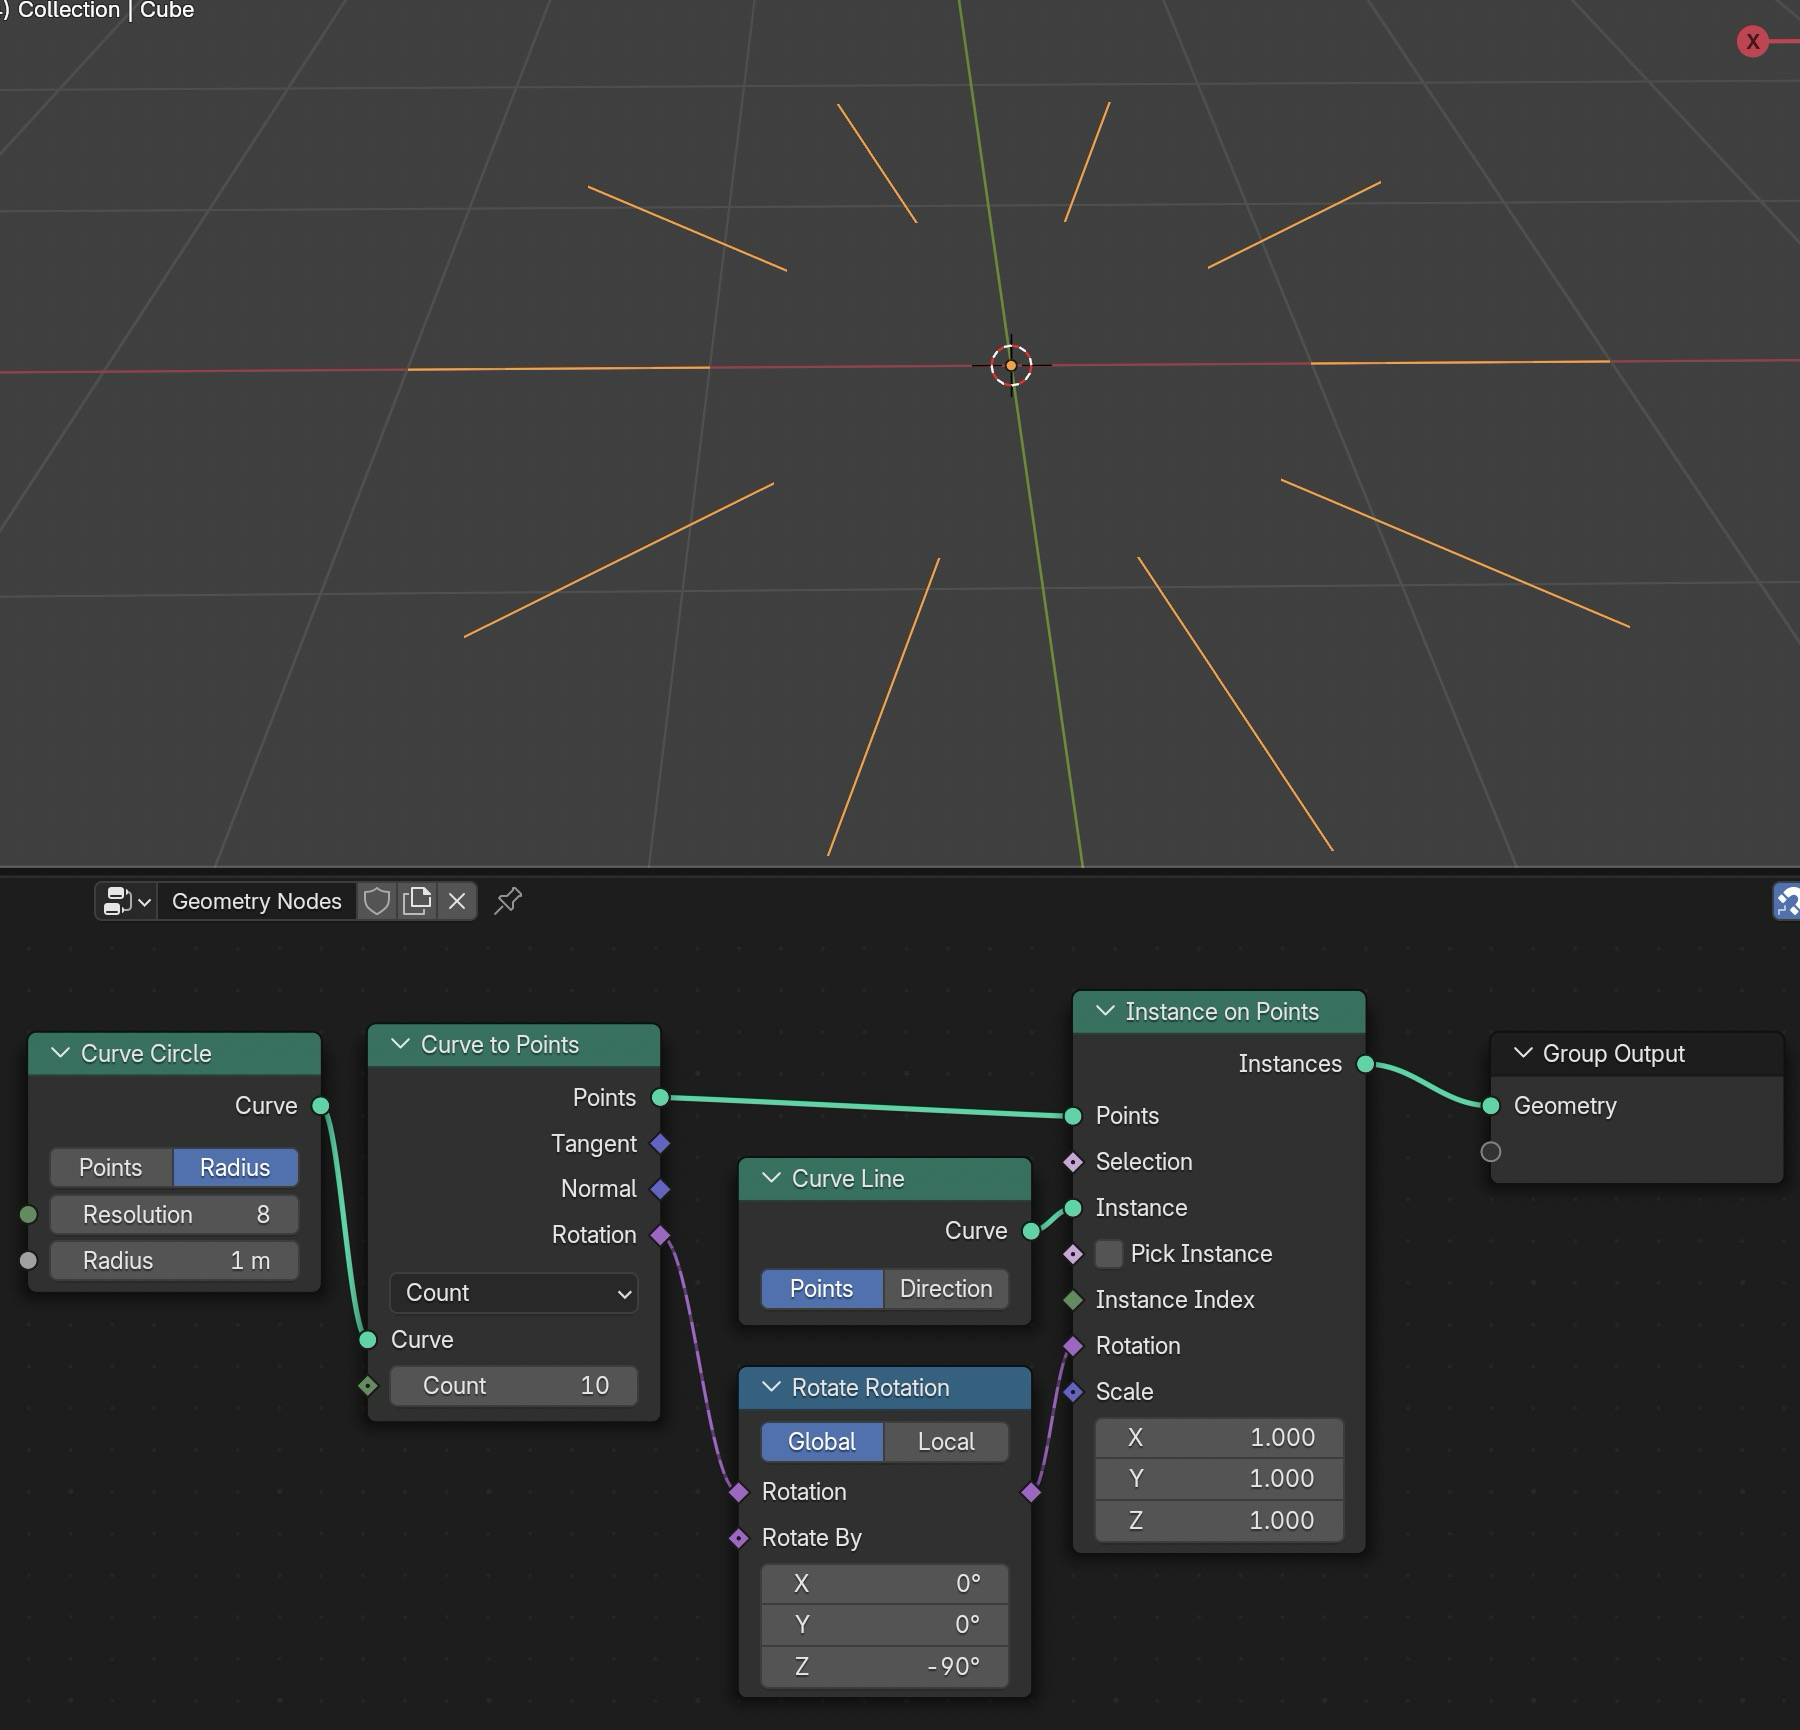 ) Collection | Cube
X
Geometry Nodes
Curve Circle
Curve
Points Radius
Resolution 8
Radius 1 m
Curve to Points
Points
Tangent
Normal
Rotation
Count
Curve
Count 10
Curve Line
Curve
Points Direction
Rotate Rotation
Global Local
Rotation
Rotate By
X 0°
Y 0°
Z -90°
Instance on Points
Instances
Points
Selection
Instance
Pick Instance
Instance Index
Rotation
Scale
X 1.000
Y 1.000
Z 1.000
Group Output
Geometry